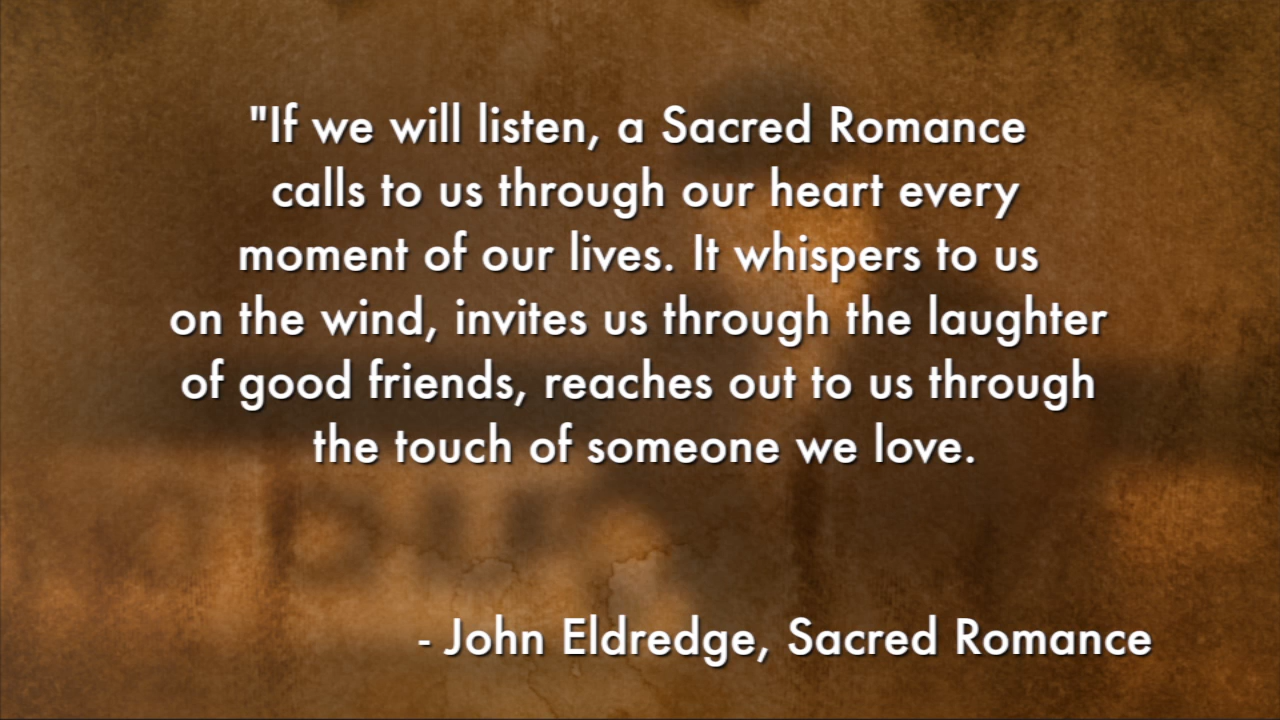 "If we will listen, a Sacred Romance
calls to us through our heart every
moment of our lives. It whispers to us
on the wind, invites us through the laughter
of good friends, reaches out to us through
the touch of someone we love.
- John Eldredge, Sacred Romance